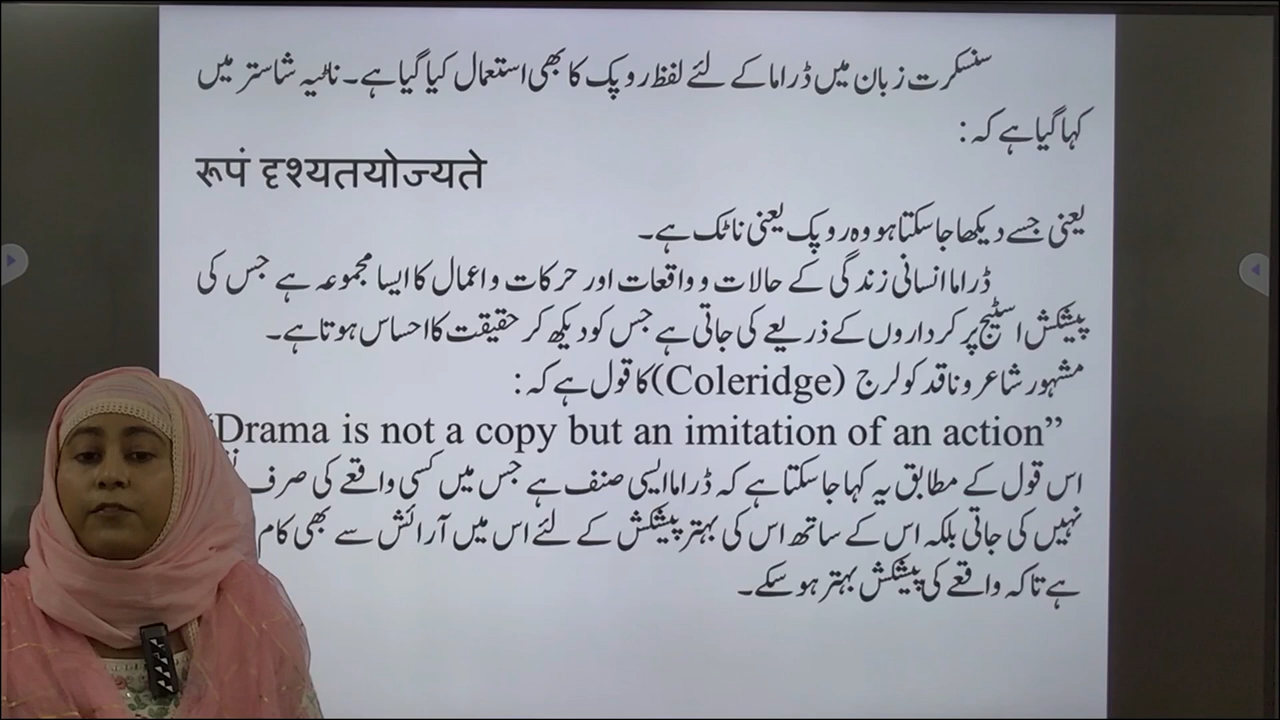 سنسکرت زبان میں ڈراما کے لئے لفظ روپک کا بھی استعمال کیا گیا ہے۔ ناٹیہ شاستر میں
کہا گیا ہے کہ :
रूपं दृश्यतयोज्यते
یعنی جسے دیکھا جا سکتا ہو وہ روپک یعنی ناٹک ہے۔
ڈراما انسانی زندگی کے حالات و واقعات اور حرکات و اعمال کا ایسا مجموعہ ہے جس کی
پیشکش اسٹیج پر کرداروں کے ذریعے کی جاتی ہے جس کو دیکھ کر حقیقت کا احساس ہوتا ہے۔
مشہور شاعر و ناقد کولرج (Coleridge) کا قول ہے کہ :
“Drama is not a copy but an imitation of an action”
اس قول کے مطابق یہ کہا جا سکتا ہے کہ ڈراما ایسی صنف ہے جس میں کسی واقعے کی صرف
نہیں کی جاتی بلکہ اس کے ساتھ اس کی بہتر پیشکش کے لئے اس میں آرائش سے بھی کام
ہے تاکہ واقعے کی پیشکش بہتر ہو سکے۔